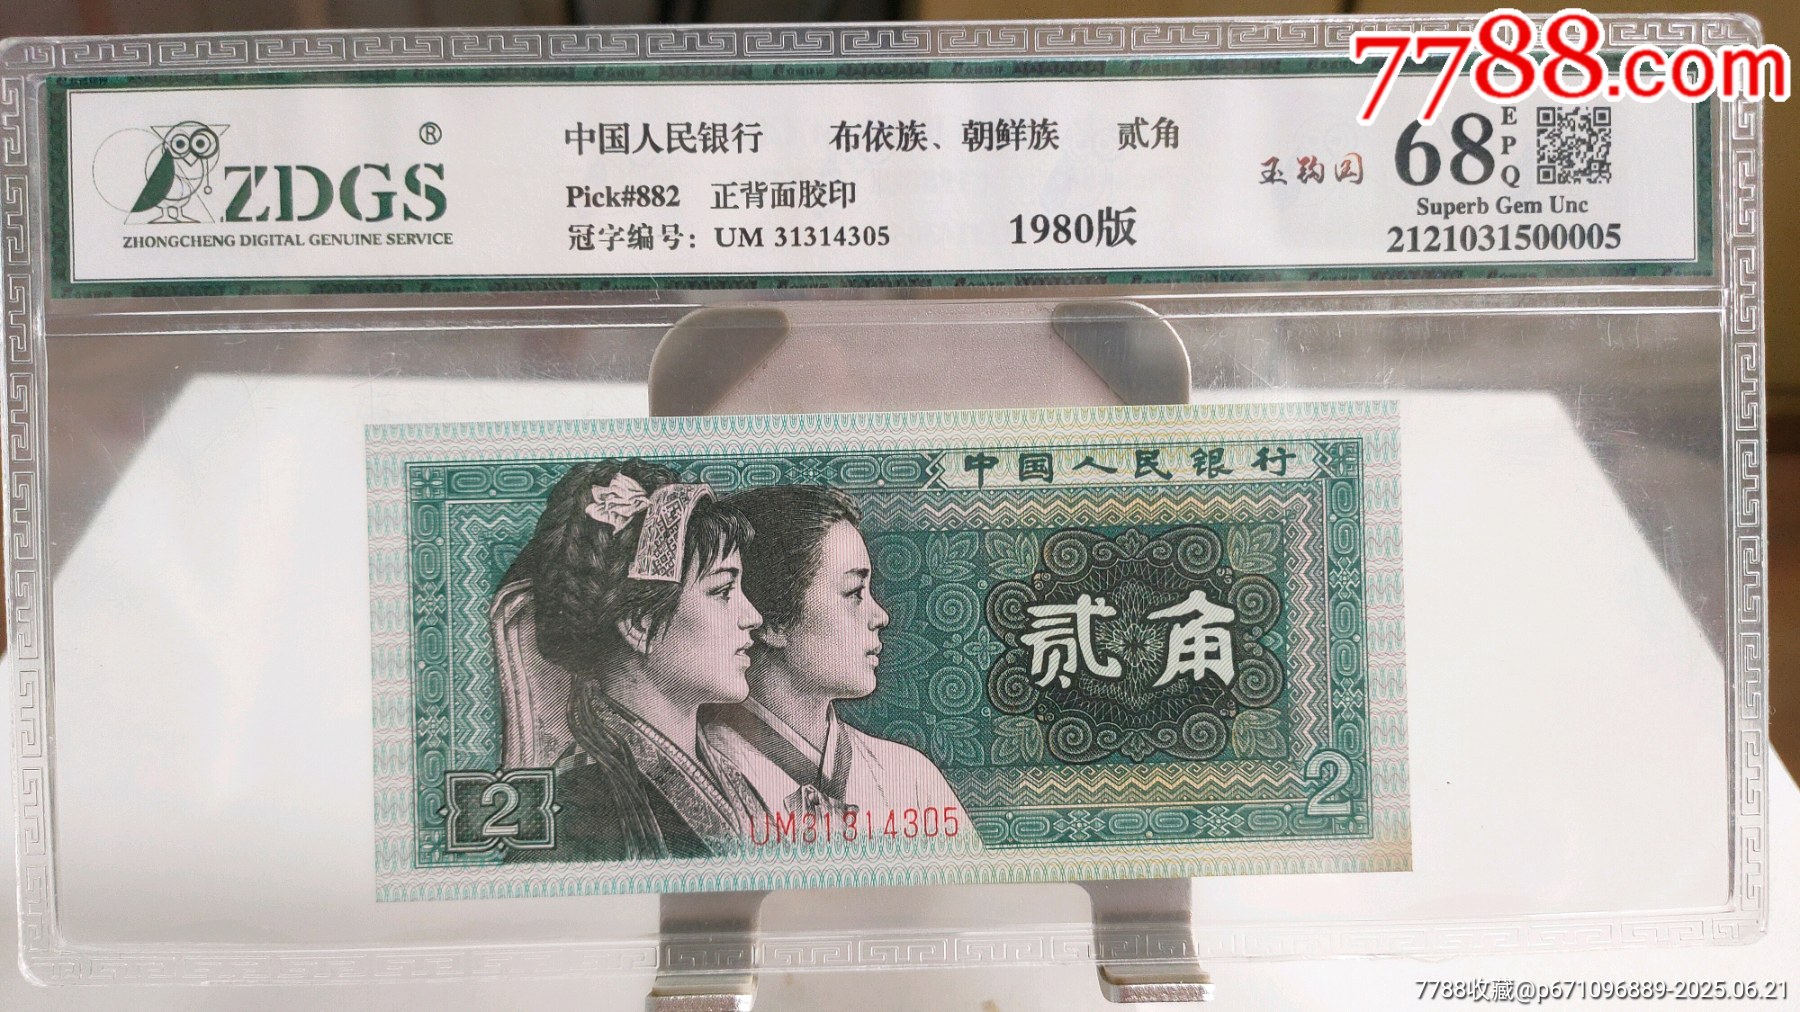 7788.com
ZDGS®
ZHONGCHENG DIGITAL GENUINE SERVICE
中国人民银行 布依族、朝鲜族 贰角
Pick#882 正背面胶印
冠字编号：UM 31314305 1980版
玉钩国
68 EPQ
Superb Gem Unc
2121031500005
中国人民银行
贰角
2
2
UM31314305
7788收藏@p671096889-2025.06.21